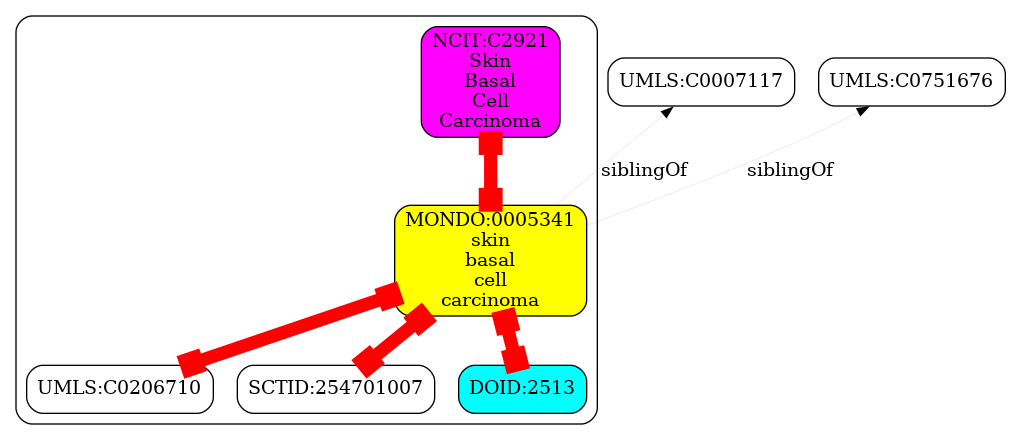 NCIT:C2921
Skin
Basal
Cell
Carcinoma
UMLS:C0007117
UMLS:C0751676
siblingOf
siblingOf
MONDO:0005341
skin
basal
cell
carcinoma
UMLS:C0206710
SCTID:254701007
DOID:2513